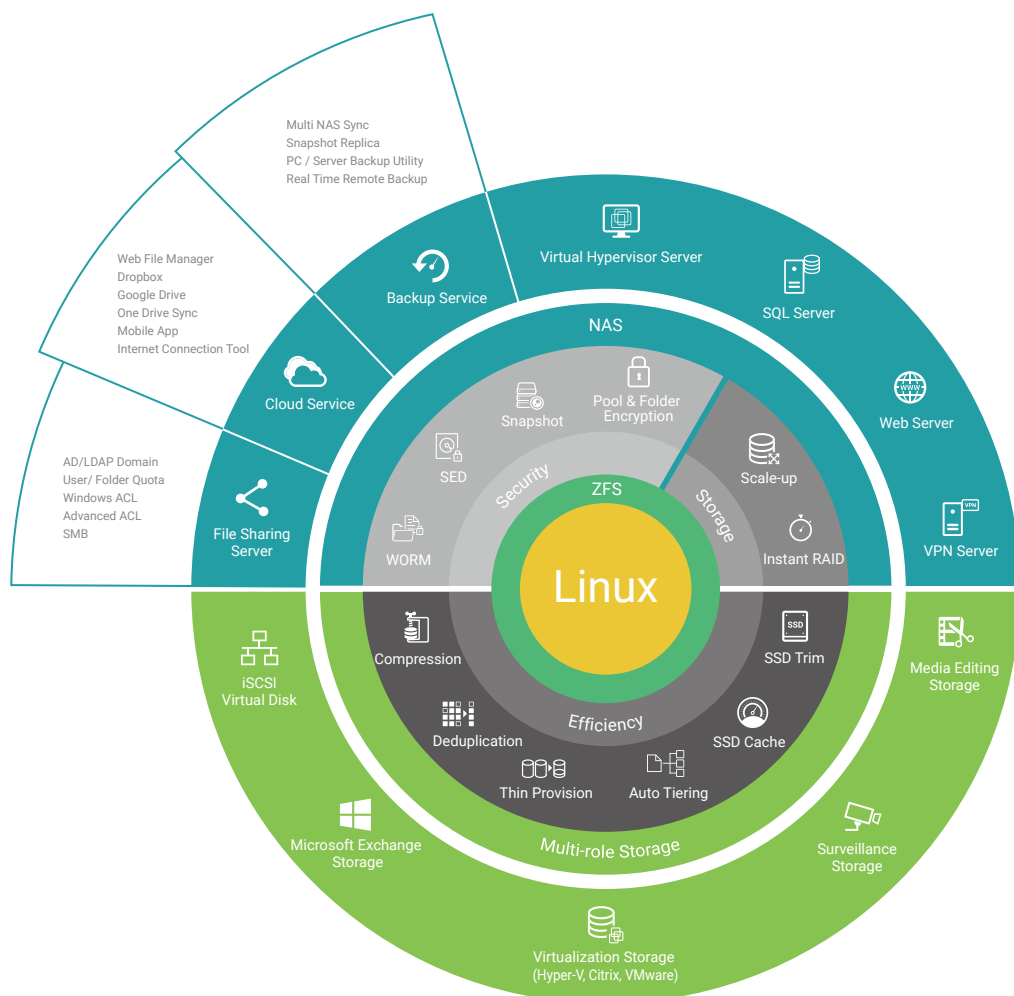 Multi NAS Sync
Snapshot Replica
PC / Server Backup Utility
Real Time Remote Backup
Web File Manager
Dropbox
Google Drive
One Drive Sync
Mobile App
Internet Connection Tool
AD/LDAP Domain
User/ Folder Quota
Windows ACL
Advanced ACL
SMB
File Sharing
Server
Cloud Service
Backup Service
Virtual Hypervisor Server
SQL Server
WWW
Web Server
VPN
VPN Server
NAS
WORM
SED
Snapshot
Pool & Folder
Encryption
Scale-up
Instant RAID
Security
Storage
ZFS
Linux
Efficiency
Compression
Deduplication
Thin Provision
Auto Tiering
SSD Cache
SSD
SSD Trim
Multi-role Storage
iSCSI
Virtual Disk
Microsoft Exchange
Storage
Virtualization Storage
(Hyper-V, Citrix, VMware)
Surveillance
Storage
Media Editing
Storage